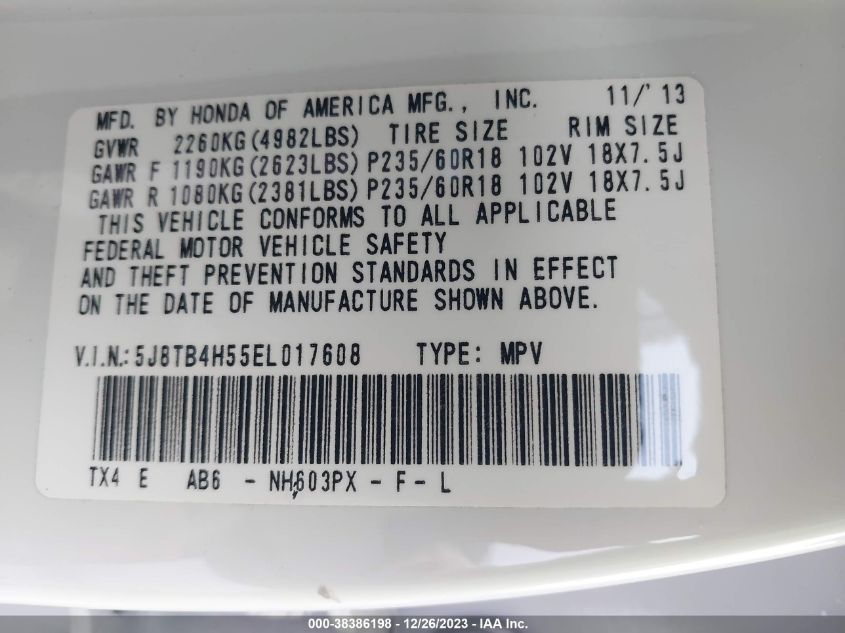 MFD. BY HONDA OF AMERICA MFG., INC. 11/'13
GVWR 2260KG(4982LBS) TIRE SIZE RIM SIZE
GAWR F 1190KG(2623LBS) P235/60R18 102V 18X7.5J
GAWR R 1080KG(2381LBS) P235/60R18 102V 18X7.5J
THIS VEHICLE CONFORMS TO ALL APPLICABLE
FEDERAL MOTOR VEHICLE SAFETY
AND THEFT PREVENTION STANDARDS IN EFFECT
ON THE DATE OF MANUFACTURE SHOWN ABOVE.
V.I.N.: 5J8TB4H55EL017608 TYPE: MPV
TX4 E AB6 - NH603PX - F - L
000-38386198 - 12/26/2023 - IAA Inc.